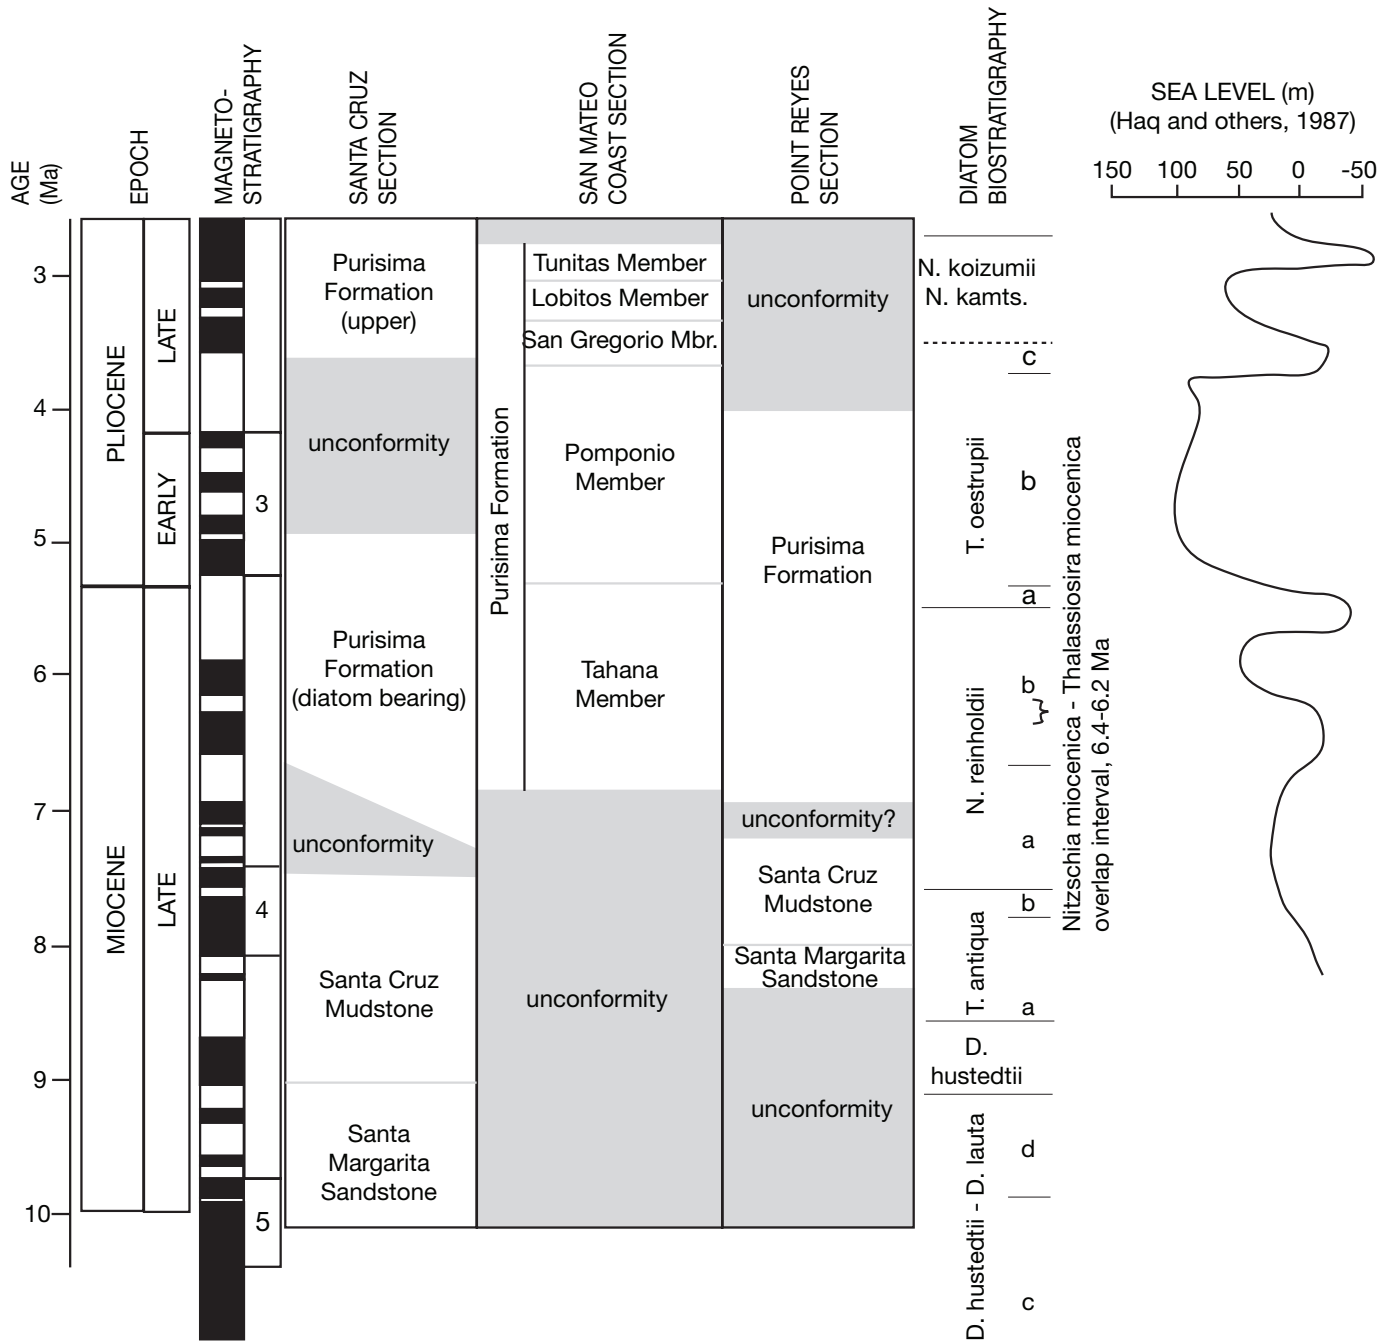 AGE
(Ma)
EPOCH
MAGNETO-
STRATIGRAPHY
SANTA CRUZ
SECTION
SAN MATEO
COAST SECTION
POINT REYES
SECTION
DIATOM
BIOSTRATIGRAPHY
SEA LEVEL (m)
(Haq and others, 1987)
150 100 50 0 -50
3
4
5
6
7
8
9
10
PLIOCENE
MIOCENE
LATE
EARLY
LATE
3
4
5
Purisima
Formation
(upper)
unconformity
Purisima
Formation
(diatom bearing)
unconformity
Santa Cruz
Mudstone
Santa
Margarita
Sandstone
Purisima Formation
Tunitas Member
Lobitos Member
San Gregorio Mbr.
Pomponio
Member
Tahana
Member
unconformity
unconformity
Purisima
Formation
unconformity?
Santa Cruz
Mudstone
Santa Margarita
Sandstone
unconformity
N. koizumii
N. kamts.
T. oestrupii
c
b
a
N. reinholdii
b
a
T. antiqua
b
a
D.
hustedtii
D. hustedtii - D. lauta
d
c
Nitzschia miocenica - Thalassiosira miocenica
overlap interval, 6.4-6.2 Ma